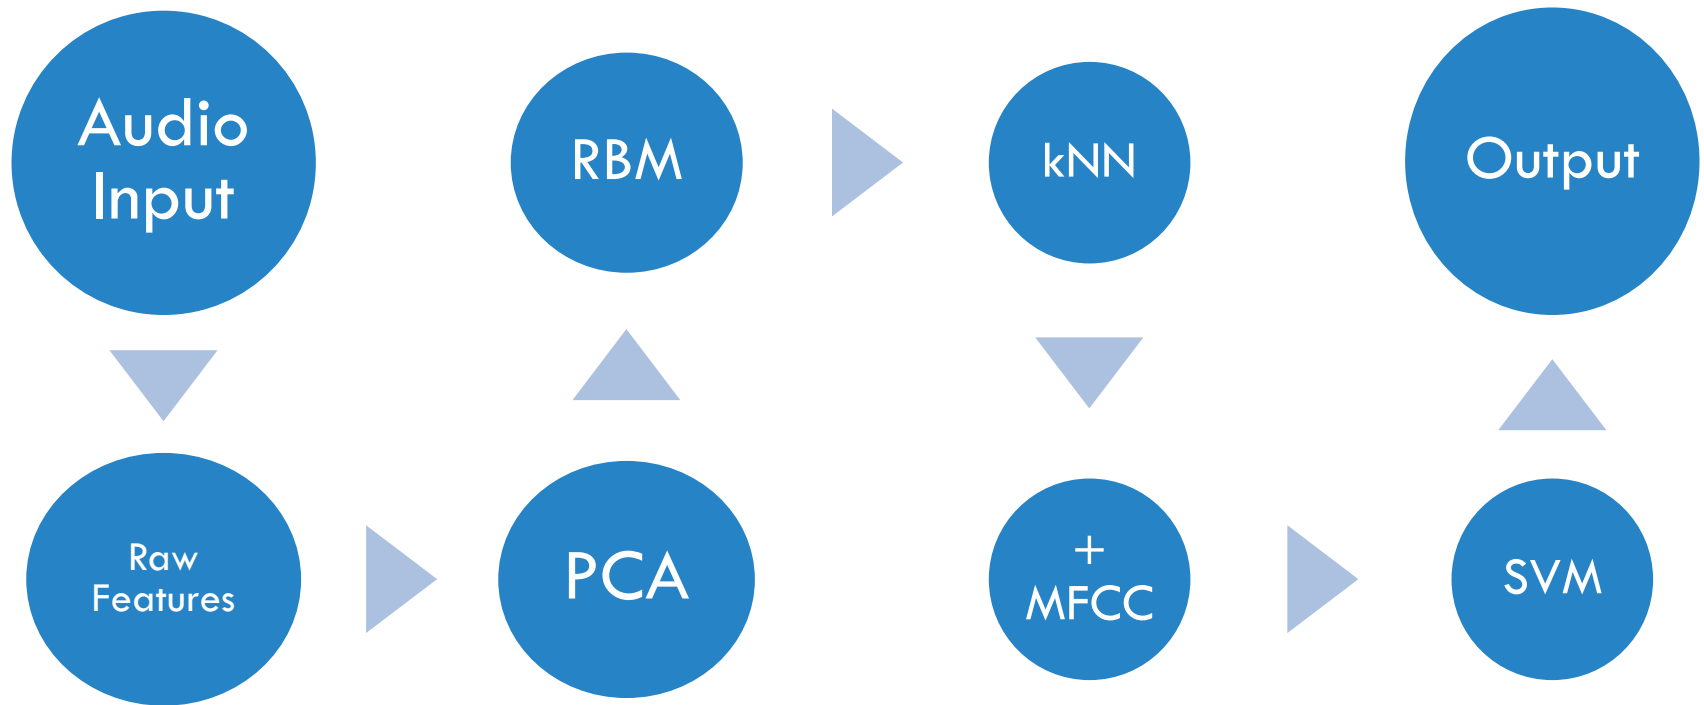 Audio
Input
Raw
Features
PCA
RBM
kNN
+
MFCC
SVM
Output